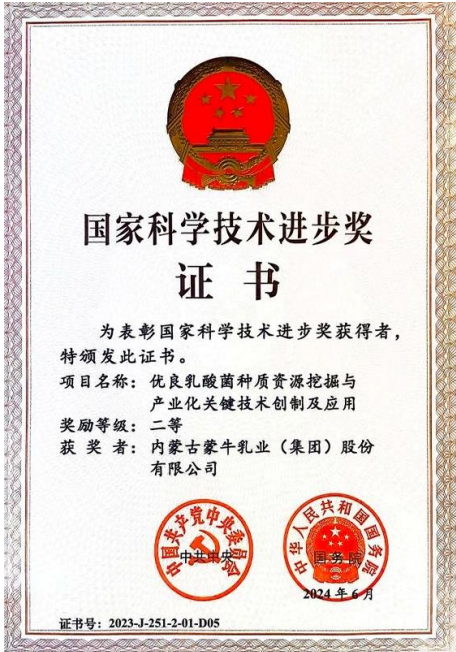 国家科学技术进步奖
证书
为表彰国家科学技术进步奖获得者，
特颁发此证书。
项目名称：优良乳酸菌种质资源挖掘与
产业化关键技术创制及应用
奖励等级：二等
获奖者：内蒙古蒙牛乳业（集团）股份
有限公司
中国共产党中央委员会
中共中央
中华人民共和国国务院
国务院
2024年6月
证书号：2023-J-251-2-01-D05